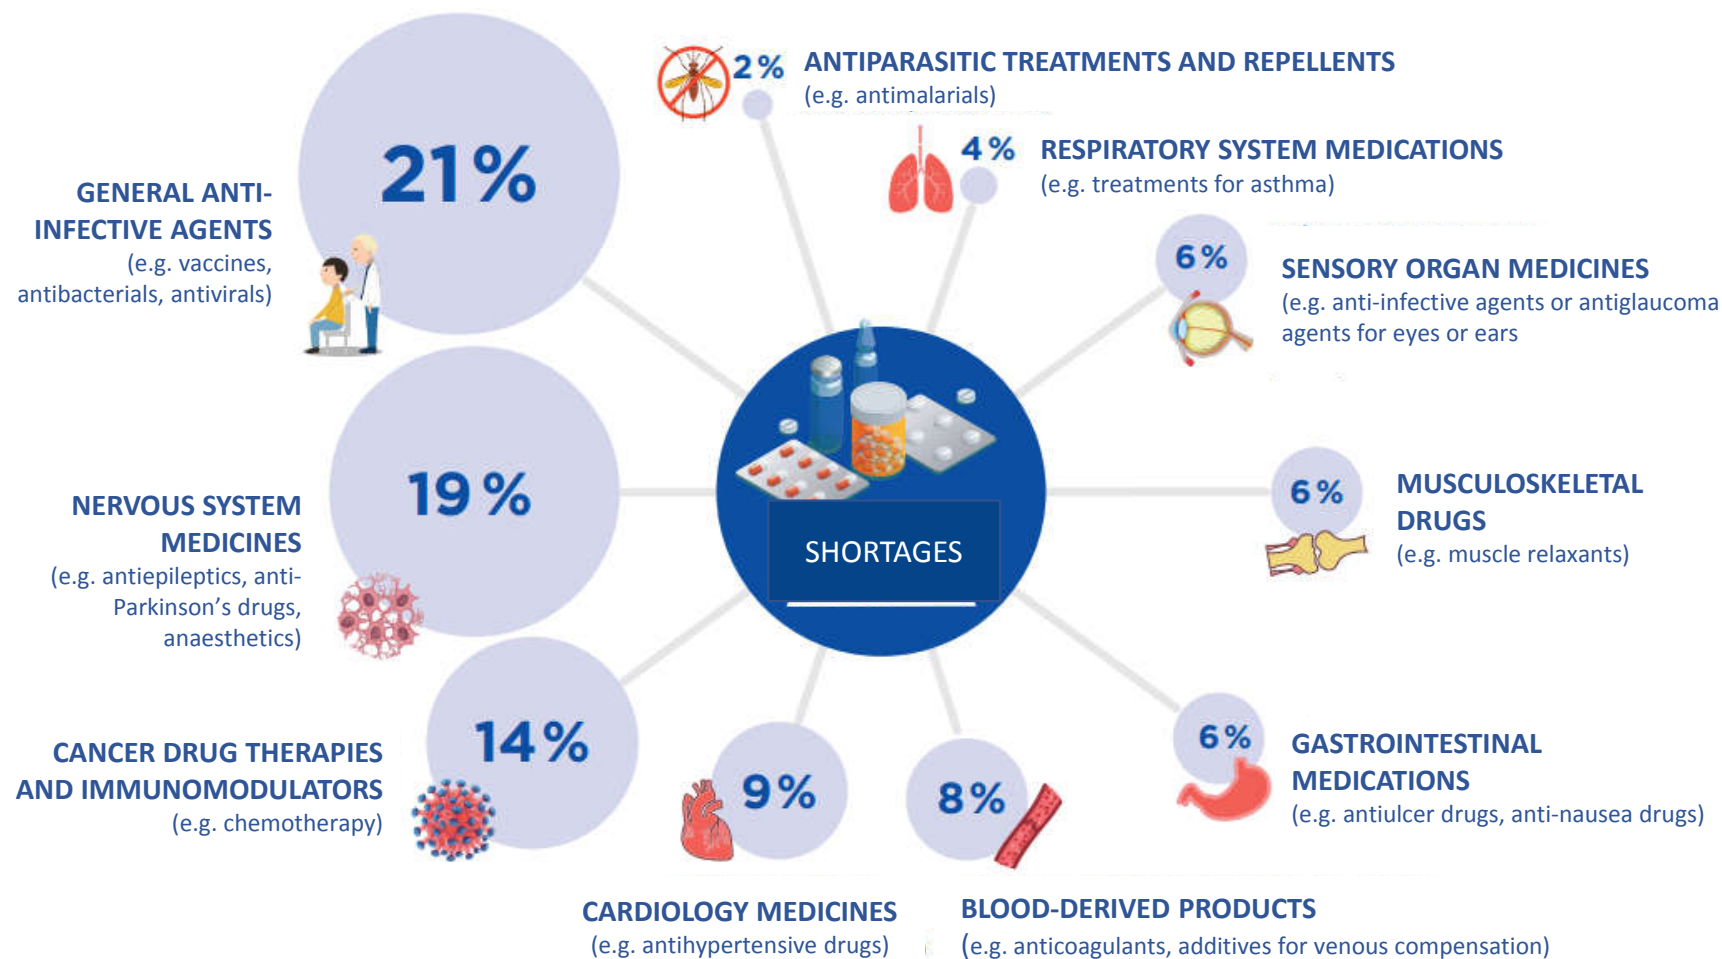 21%
GENERAL ANTI-
INFECTIVE AGENTS
(e.g. vaccines,
antibacterials, antivirals)
2%
ANTIPARASITIC TREATMENTS AND REPELLENTS
(e.g. antimalarials)
4%
RESPIRATORY SYSTEM MEDICATIONS
(e.g. treatments for asthma)
6%
SENSORY ORGAN MEDICINES
(e.g. anti-infective agents or antiglaucoma
agents for eyes or ears
19%
NERVOUS SYSTEM
MEDICINES
(e.g. antiepileptics, anti-
Parkinson’s drugs,
anaesthetics)
SHORTAGES
6%
MUSCULOSKELETAL
DRUGS
(e.g. muscle relaxants)
14%
CANCER DRUG THERAPIES
AND IMMUNOMODULATORS
(e.g. chemotherapy)
9%
CARDIOLOGY MEDICINES
(e.g. antihypertensive drugs)
8%
BLOOD-DERIVED PRODUCTS
(e.g. anticoagulants, additives for venous compensation)
6%
GASTROINTESTINAL
MEDICATIONS
(e.g. antiulcer drugs, anti-nausea drugs)